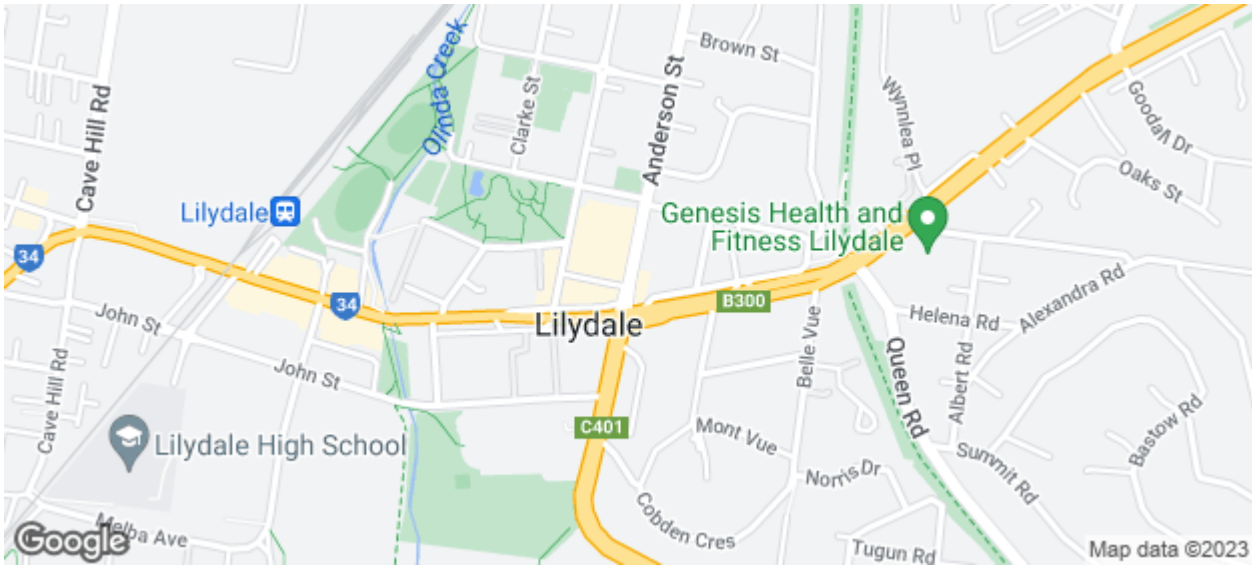 Cave Hill Rd
Olinda Creek
Clarke St
Anderson St
Brown St
Wynnlea Pl
Goodall Dr
Oaks St
Lilydale
Genesis Health and
Fitness Lilydale
34
34
B300
Lilydale
John St
John St
Cave Hill Rd
Belle Vue
Queen Rd
Helena Rd
Alexandra Rd
Albert Rd
Bastow Rd
C401
Mont Vue
Norris Dr
Summit Rd
Lilydale High School
Melba Ave
Cobden Cres
Tugun Rd
Google
Map data ©2023